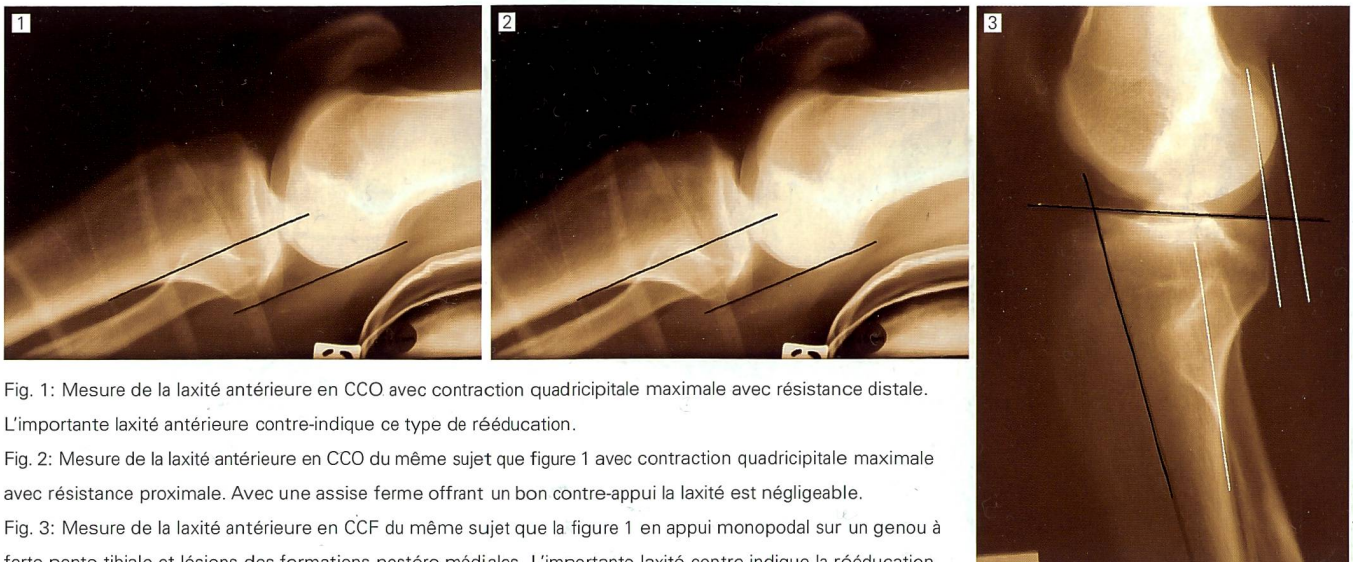 1
2
3
Fig. 1: Mesure de la laxité antérieure en CCO avec contraction quadricipitale maximale avec résistance distale.
L'importante laxité antérieure contre-indique ce type de rééducation.
Fig. 2: Mesure de la laxité antérieure en CCO du même sujet que figure 1 avec contraction quadricipitale maximale
avec résistance proximale. Avec une assise ferme offrant un bon contre-appui la laxité est négligeable.
Fig. 3: Mesure de la laxité antérieure en CCF du même sujet que la figure 1 en appui monopodal sur un genou à
forte pente tibiale et lésions des formations postéro médiales. L'importante laxité contre indique la rééducation